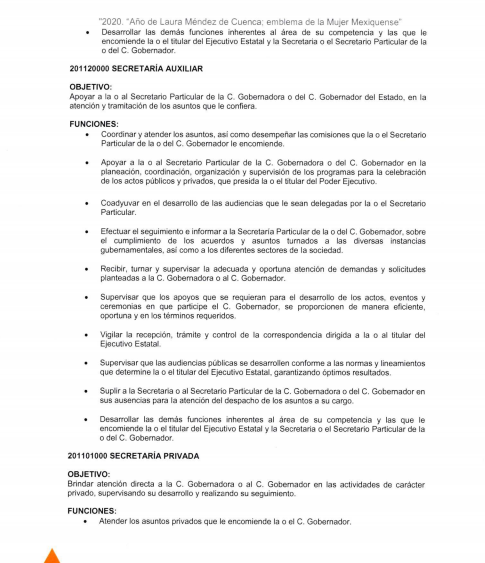 "2020. "Año de Laura Méndez de Cuenca; emblema de la Mujer Mexiquense"
• Desarrollar las demás funciones inherentes al área de su competencia y las que le
encomiende la o el titular del Ejecutivo Estatal y la Secretaria o el Secretario Particular de la
o del C. Gobernador.
201120000 SECRETARÍA AUXILIAR
OBJETIVO:
Apoyar a la o al Secretario Particular de la C. Gobernadora o del C. Gobernador del Estado, en la
atención y tramitación de los asuntos que le confiera.
FUNCIONES:
• Coordinar y atender los asuntos, así como desempeñar las comisiones que la o el Secretario
Particular de la o del C. Gobernador le encomiende.
• Apoyar a la o al Secretario Particular de la C. Gobernadora o del C. Gobernador en la
planeación, coordinación, organización y supervisión de los programas para la celebración
de los actos públicos y privados, que presida la o el titular del Poder Ejecutivo.
• Coadyuvar en el desarrollo de las audiencias que le sean delegadas por la o el Secretario
Particular.
• Efectuar el seguimiento e informar a la Secretaría Particular de la o del C. Gobernador, sobre
el cumplimiento de los acuerdos y asuntos turnados a las diversas instancias
gubernamentales, así como a los diferentes sectores de la sociedad.
• Recibir, turnar y supervisar la adecuada y oportuna atención de demandas y solicitudes
planteadas a la C. Gobernadora o al C. Gobernador.
• Supervisar que los apoyos que se requieran para el desarrollo de los actos, eventos y
ceremonias en que participe el C. Gobernador, se proporcionen de manera eficiente,
oportuna y en los términos requeridos.
• Vigilar la recepción, trámite y control de la correspondencia dirigida a la o al titular del
Ejecutivo Estatal.
• Supervisar que las audiencias públicas se desarrollen conforme a las normas y lineamientos
que determine la o el titular del Ejecutivo Estatal, garantizando óptimos resultados.
• Suplir a la Secretaria o al Secretario Particular de la C. Gobernadora o del C. Gobernador en
sus ausencias para la atención del despacho de los asuntos a su cargo.
• Desarrollar las demás funciones inherentes al área de su competencia y las que le
encomiende la o el titular del Ejecutivo Estatal y la Secretaria o el Secretario Particular de la
o del C. Gobernador.
201101000 SECRETARÍA PRIVADA
OBJETIVO:
Brindar atención directa a la C. Gobernadora o al C. Gobernador en las actividades de carácter
privado, supervisando su desarrollo y realizando su seguimiento.
FUNCIONES:
• Atender los asuntos privados que le encomiende la o el C. Gobernador.